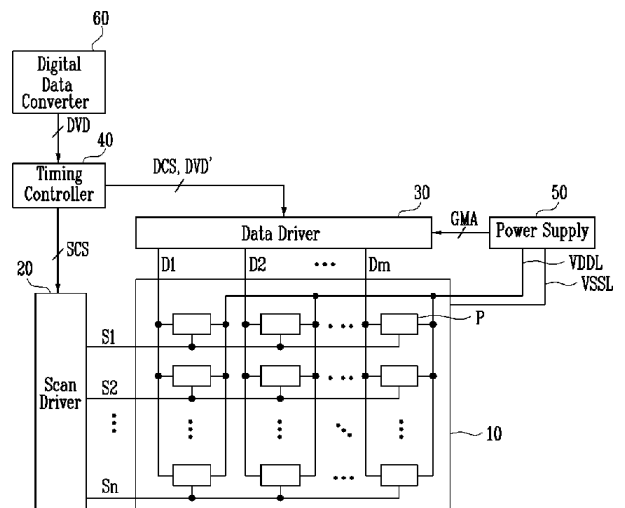 60
Digital
Data
Converter
DVD
40
Timing
Controller
DCS, DVD'
30
50
Data Driver
GMA
Power Supply
SCS
20
D1
D2
...
Dm
VDDL
VSSL
P
S1
S2
Scan
Driver
10
Sn